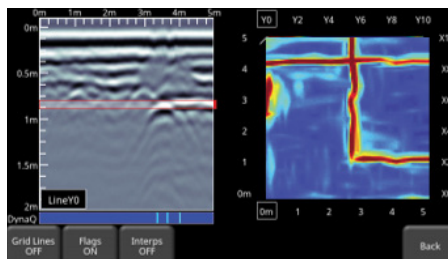 0m 1m 2m 3m 4m 5m
0m
0.5m
1m
1.5m
2m
LineY0
DynaQ
Y0 Y2 Y4 Y6 Y8 Y10
5
4
3
2
1
0m
0m 1 2 3 4 5
Grid Lines
OFF
Flags
ON
Interps
OFF
Back